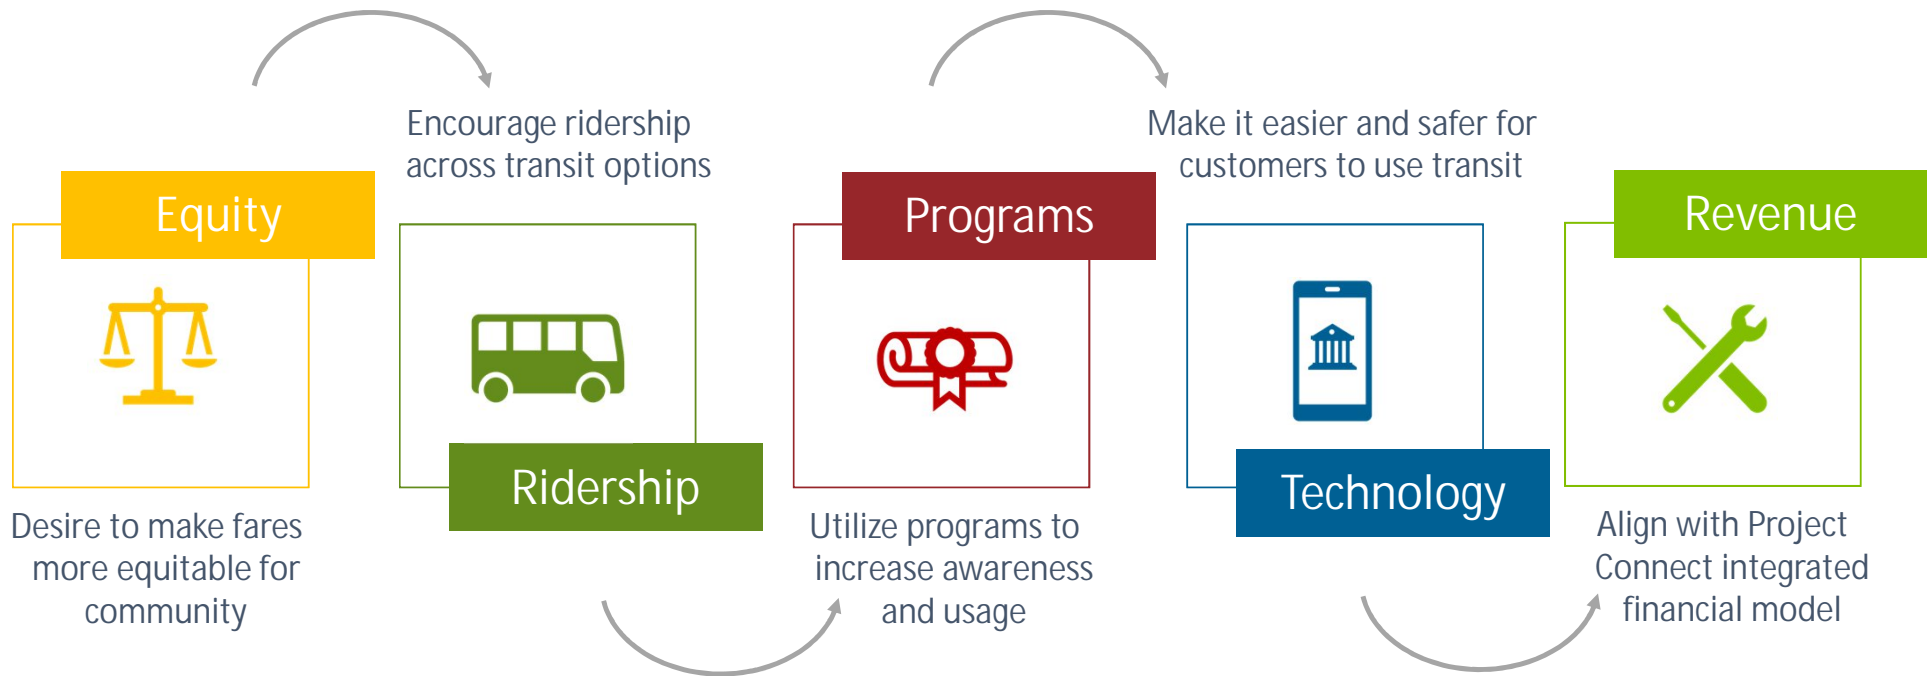 Equity
Desire to make fares
more equitable for
community
Encourage ridership
across transit options
Ridership
Programs
Utilize programs to
increase awareness
and usage
Make it easier and safer for
customers to use transit
Technology
Revenue
Align with Project
Connect integrated
financial model